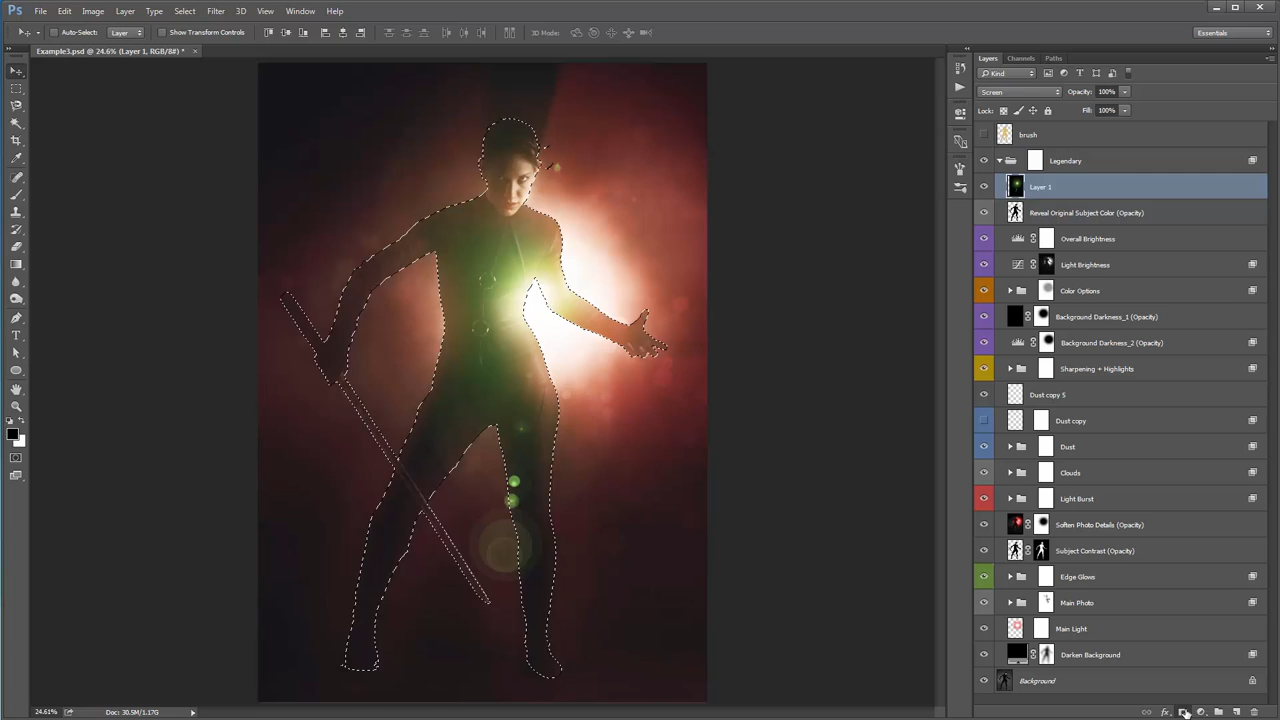 Ps File Edit Image Layer Type Select Filter 3D View Window Help
Auto-Select: Layer Show Transform Controls 3D Mode: Essentials
Example3.psd @ 24.6% (Layer 1, RGB/8#) * ×
Layers Channels Paths
Kind
Screen Opacity: 100%
Lock: Fill: 100%
brush
Legendary
Layer 1
Reveal Original Subject Color (Opacity)
Overall Brightness
Light Brightness
Color Options
Background Darkness_1 (Opacity)
Background Darkness_2 (Opacity)
Sharpening + Highlights
Dust copy 5
Dust copy
Dust
Clouds
Light Burst
Soften Photo Details (Opacity)
Subject Contrast (Opacity)
Edge Glows
Main Photo
Main Light
Darken Background
Background
24.61% Doc: 30.5M/1.17G
fx